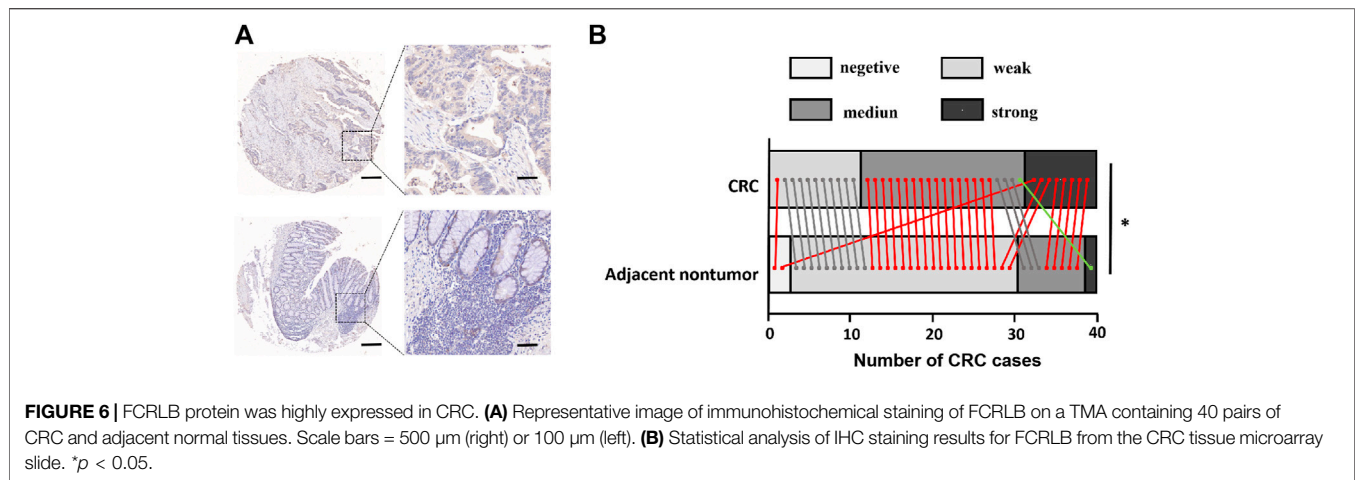 A
B
negetive
weak
mediun
strong
CRC
*
Adjacent nontumor
0 10 20 30 40
Number of CRC cases
FIGURE 6 | FCRLB protein was highly expressed in CRC. (A) Representative image of immunohistochemical staining of FCRLB on a TMA containing 40 pairs of
CRC and adjacent normal tissues. Scale bars = 500 µm (right) or 100 µm (left). (B) Statistical analysis of IHC staining results for FCRLB from the CRC tissue microarray
slide. *p < 0.05.